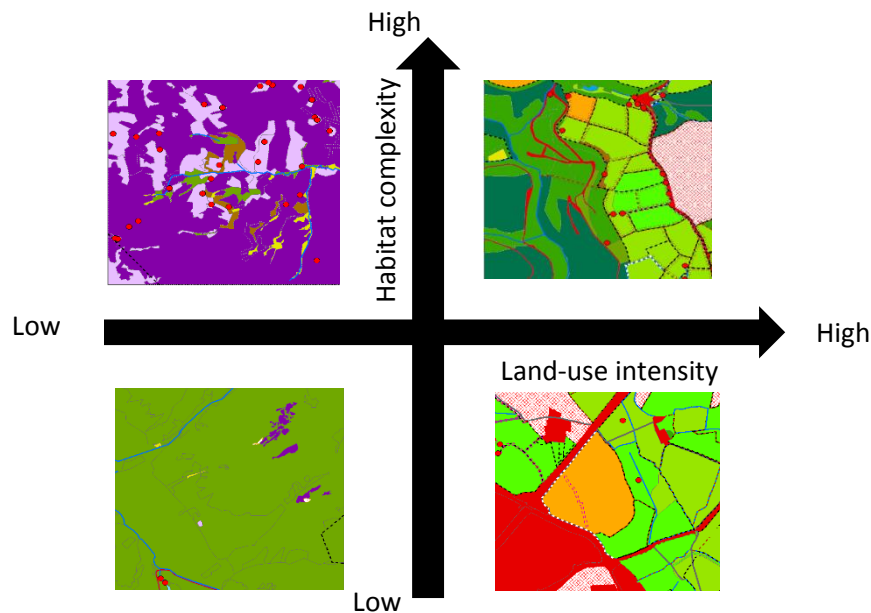 High
Habitat complexity
Low
High
Land-use intensity
Low